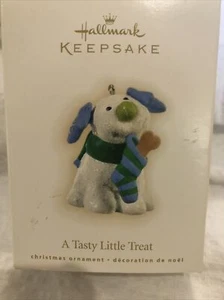 Hallmark
KEEPSAKE
A Tasty Little Treat
christmas ornament • décoration de noël